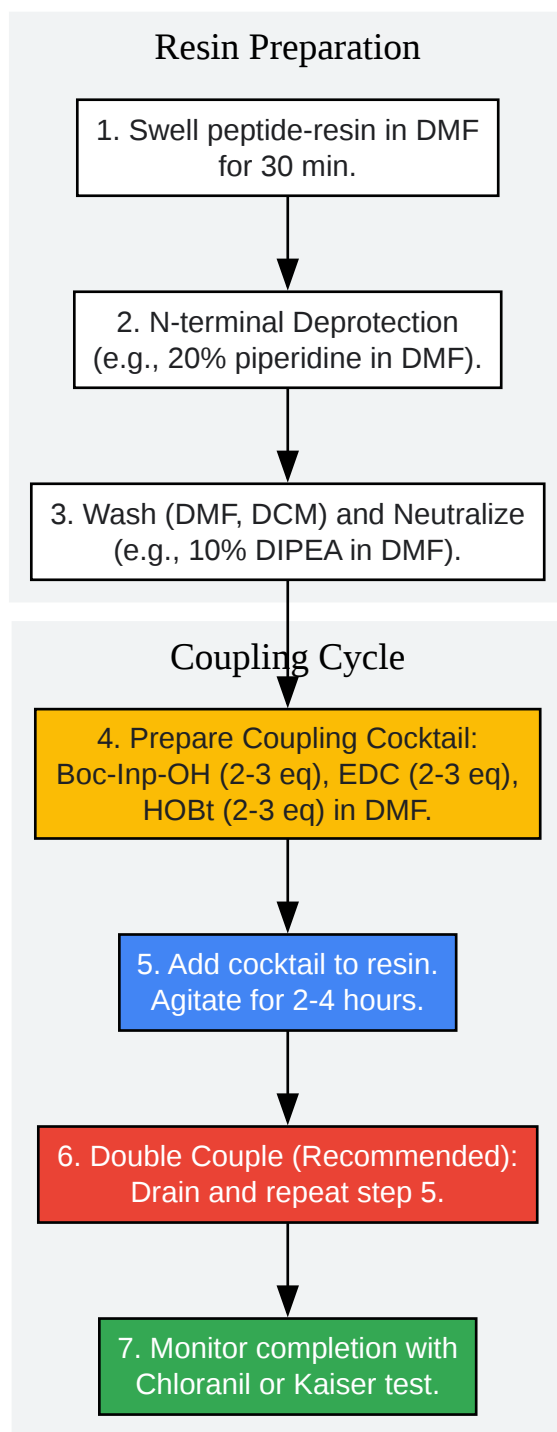 Resin Preparation
1. Swell peptide-resin in DMF
for 30 min.
2. N-terminal Deprotection
(e.g., 20% piperidine in DMF).
3. Wash (DMF, DCM) and Neutralize
(e.g., 10% DIPEA in DMF).
Coupling Cycle
4. Prepare Coupling Cocktail:
Boc-Inp-OH (2-3 eq), EDC (2-3 eq),
HOBt (2-3 eq) in DMF.
5. Add cocktail to resin.
Agitate for 2-4 hours.
6. Double Couple (Recommended):
Drain and repeat step 5.
7. Monitor completion with
Chloranil or Kaiser test.